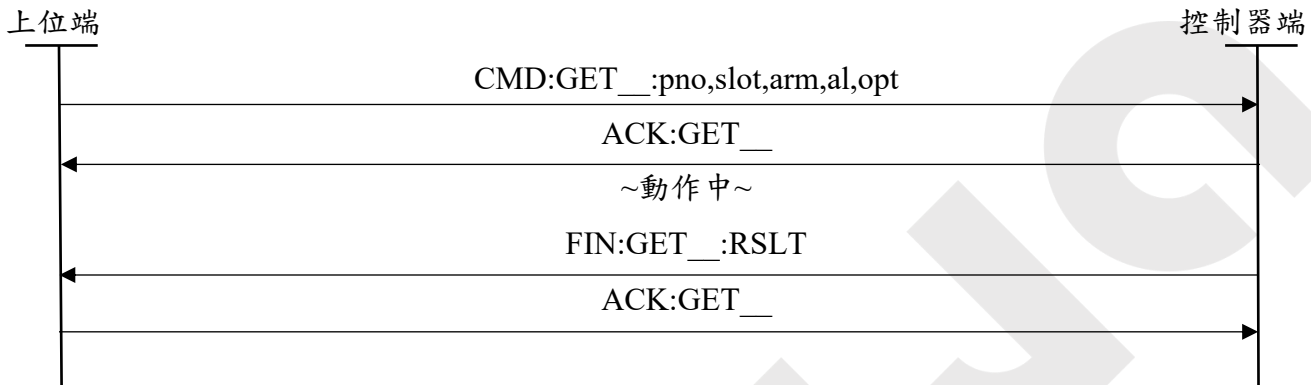 上位端
控制器端
CMD:GET__:pno,slot,arm,al,opt
ACK:GET__
~動作中~
FIN:GET__:RSLT
ACK:GET__